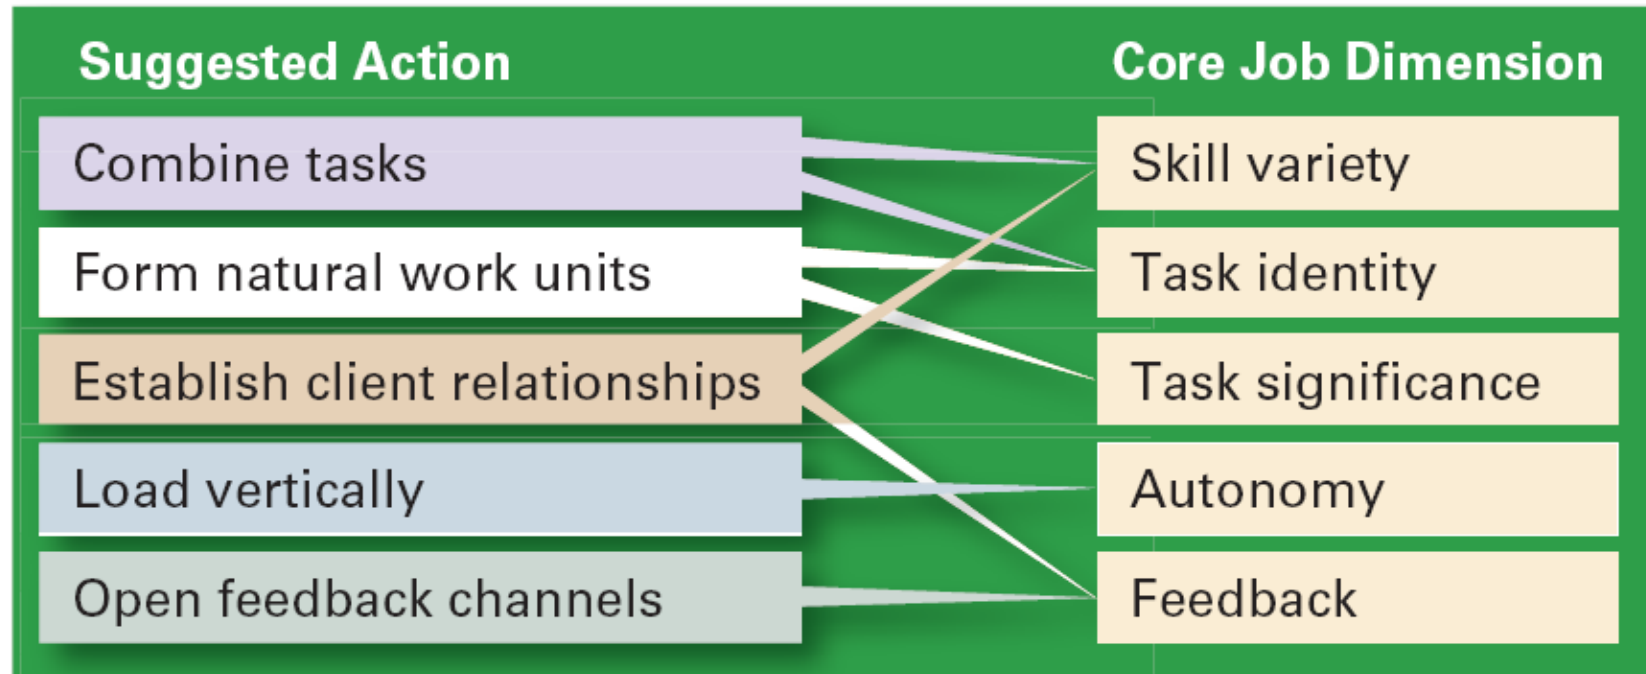 Suggested Action
Core Job Dimension
Combine tasks
Skill variety
Form natural work units
Task identity
Establish client relationships
Task significance
Load vertically
Autonomy
Open feedback channels
Feedback